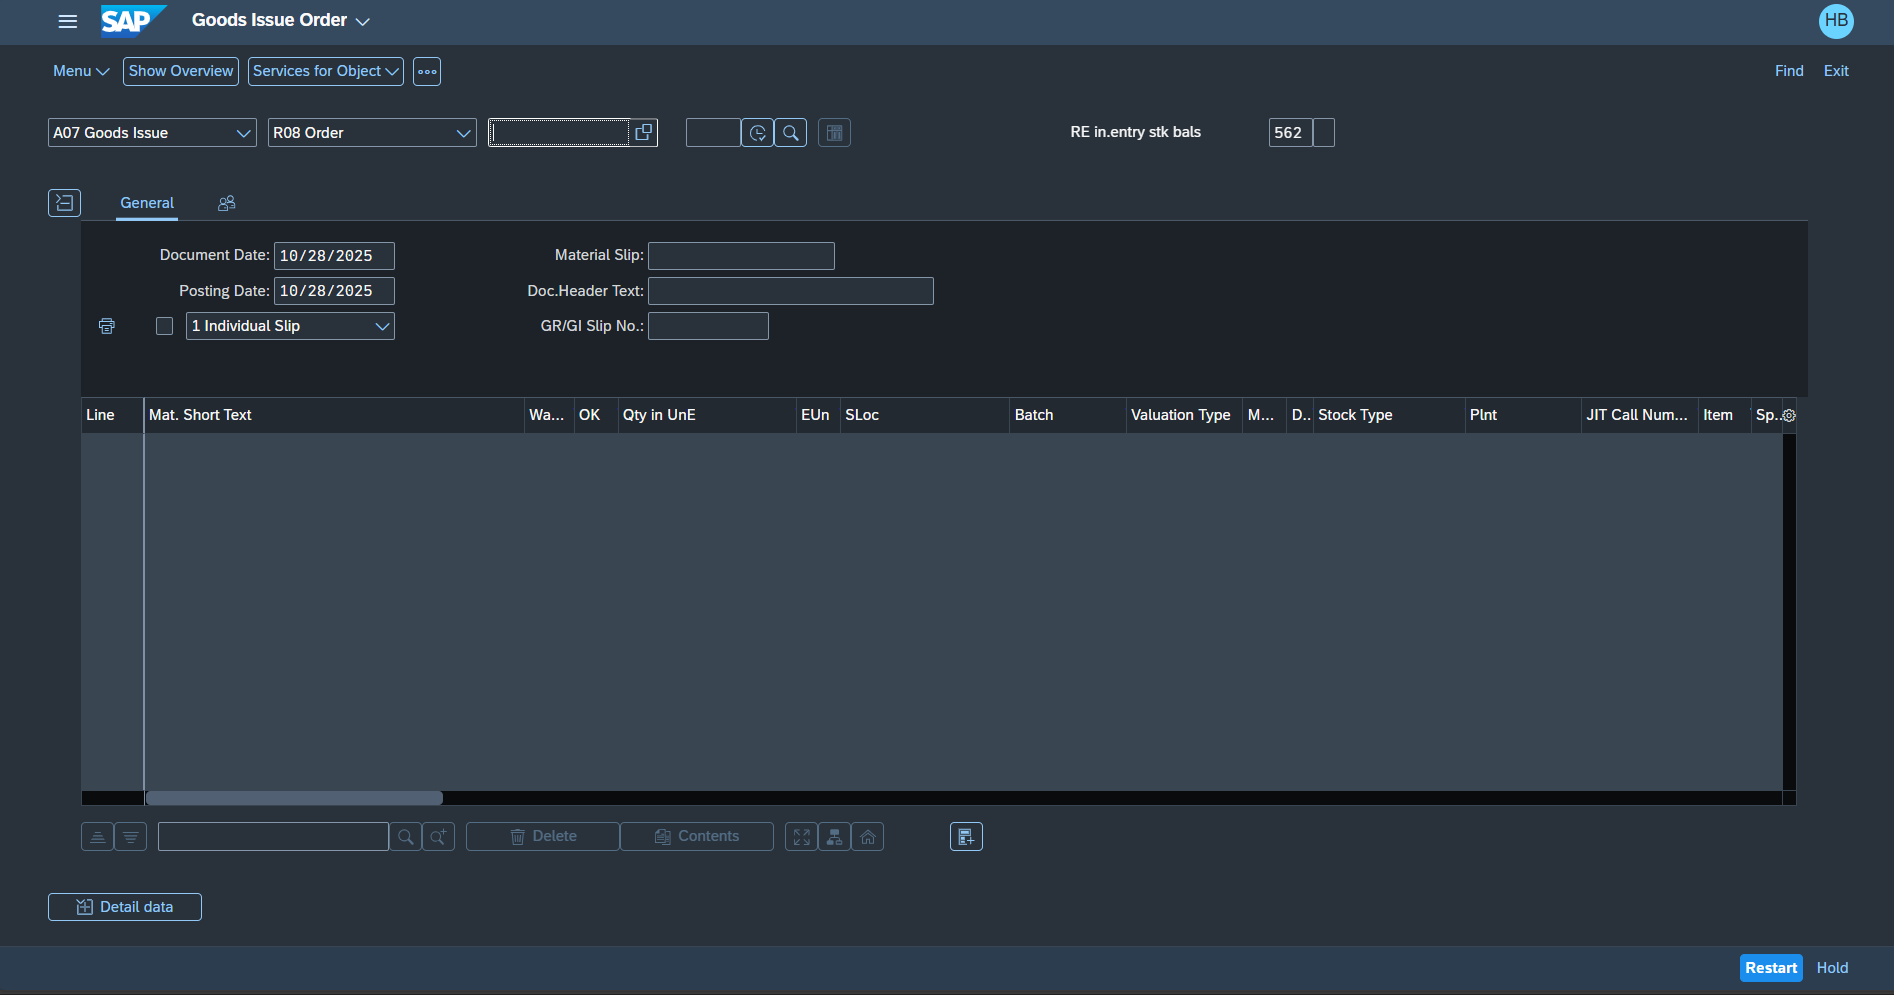 SAP Goods Issue Order HB
Menu Show Overview Services for Object Find Exit
A07 Goods Issue R08 Order RE in.entry stk bals 562
General
Document Date: 10/28/2025 Material Slip:
Posting Date: 10/28/2025 Doc.Header Text:
1 Individual Slip GR/GI Slip No.:
Line Mat. Short Text Wa... OK Qty in UnE EUn SLoc Batch Valuation Type M... D.. Stock Type Plnt JIT Call Num... Item Sp..
Delete Contents
Detail data
Restart Hold